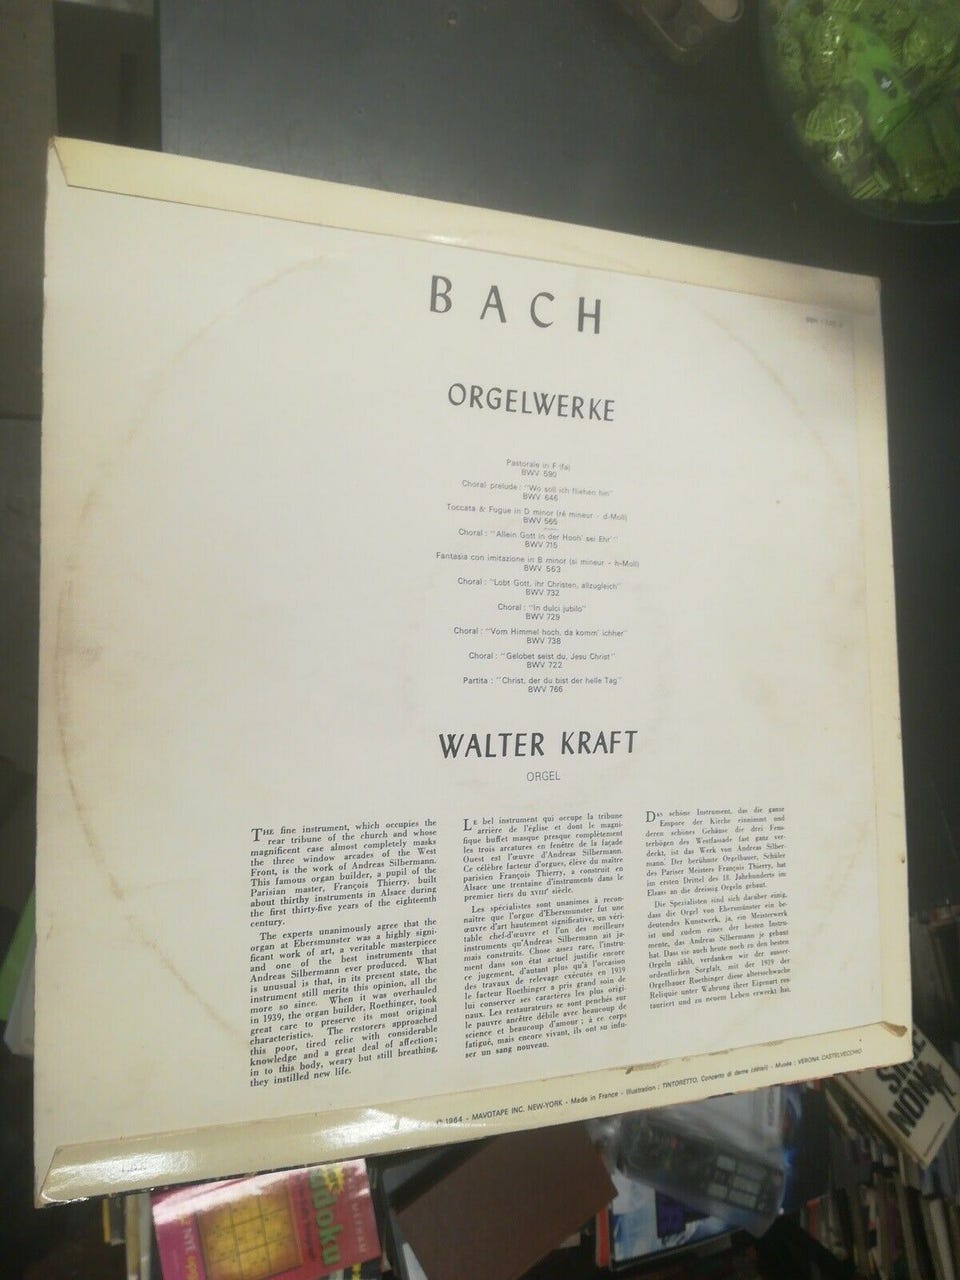 BACH
ORGELWERKE
Pastorale in F (fa)
BWV 590
Choral prelude : "Wo soll ich fliehen hin"
BWV 646
Toccata & Fugue in D minor (ré mineur - d-Moll)
BWV 565
Choral : "Allein Gott in der Hooh' sei Ehr'"
BWV 715
Fantasia con imitazione in B minor (si mineur - h-Moll)
BWV 563
Choral : "Lobt Gott, ihr Christen, allzugleich"
BWV 732
Choral : "In dulci jubilo"
BWV 729
Choral : "Vom Himmel hoch, da komm' ichher"
BWV 738
Choral : "Gelobet seist du, Jesu Christ"
BWV 722
Partita : "Christ, der du bist der helle Tag"
BWV 766
WALTER KRAFT
ORGEL
THE fine instrument, which occupies the
rear tribune of the church and whose
magnificent case almost completely masks
the three window arcades of the West
Front, is the work of Andreas Silbermann.
This famous organ builder, a pupil of the
Parisian master, François Thierry, built
about thirthy instruments in Alsace during
the first thirty-five years of the eighteenth
century.
The experts unanimously agree that the
organ at Ebersmunster was a highly signi-
ficant work of art, a veritable masterpiece
and one of the best instruments that
Andreas Silbermann ever produced. What
is unusual is that, in its present state, the
instrument still merits this opinion, all the
more so since. When it was overhauled
in 1939, the organ builder, Roethinger, took
great care to preserve its most original
characteristics. The restorers approached
this poor, tired relic with considerable
knowledge and a great deal of affection;
in to this body, weary but still breathing,
they instilled new life.
LE bel instrument qui occupe la tribune
arrière de l'église et dont le magni-
fique buffet masque presque complètement
les trois arcatures en fenêtre de la façade
Ouest est l'œuvre d'Andreas Silbermann.
Ce célèbre facteur d'orgues, élève du maître
parisien François Thierry, a construit en
Alsace une trentaine d'instruments dans le
premier tiers du XVIIIe siècle.
Les spécialistes sont unanimes à recon-
naître que l'orgue d'Ebersmunster fut une
œuvre d'art hautement significative, un véri-
table chef-d'œuvre et l'un des meilleurs
instruments qu'Andreas Silbermann ait ja-
mais construits. Chose assez rare, l'instru-
ment dans son état actuel justifie encore
ce jugement, d'autant plus qu'à l'occasion
des travaux de relevage exécutés en 1939
le facteur Roethinger a pris grand soin de
lui conserver ses caractères les plus origi-
naux. Les restaurateurs se sont penchés sur
le pauvre ancêtre débile avec beaucoup de
science et beaucoup d'amour ; à ce corps
fatigué, mais encore vivant, ils ont su infu-
ser un sang nouveau.
DAS schöne Instrument, das die ganze
Empore der Kirche einnimmt und
deren schönes Gehäuse die drei Fens-
terbögen des Westfassade fast ganz ver-
deckt, ist das Werk von Andreas Silber-
mann. Der berühmte Orgelbauer, Schüler
des Pariser Meisters François Thierry, hat
im ersten Drittel des 18. Jahrhunderts im
Elsass an die dreissig Orgeln gebaut.
Die Spezialisten sind sich darüber einig,
dass die Orgel von Ebersmünster ein be-
deutendes Kunstwerk, ja, ein Meisterwerk
ist und zudem eines der besten Instru-
mente, das Andreas Silbermann je gebaut
hat. Dass sie auch heute noch zu den besten
Orgeln zählt, verdanken wir der ausser-
ordentlichen Sorgfalt, mit der 1939 der
Orgelbauer Roethinger diese altersschwache
Reliquie unter Wahrung ihrer Eigenart res-
tauriert und zu neuem Leben erweckt hat.
© 1964 - MAVOTAPE INC. NEW-YORK - Made in France - Illustration : TINTORETTO, Concerto di dame (détail) - Musée : VERONA CASTELVECCHIO
NON